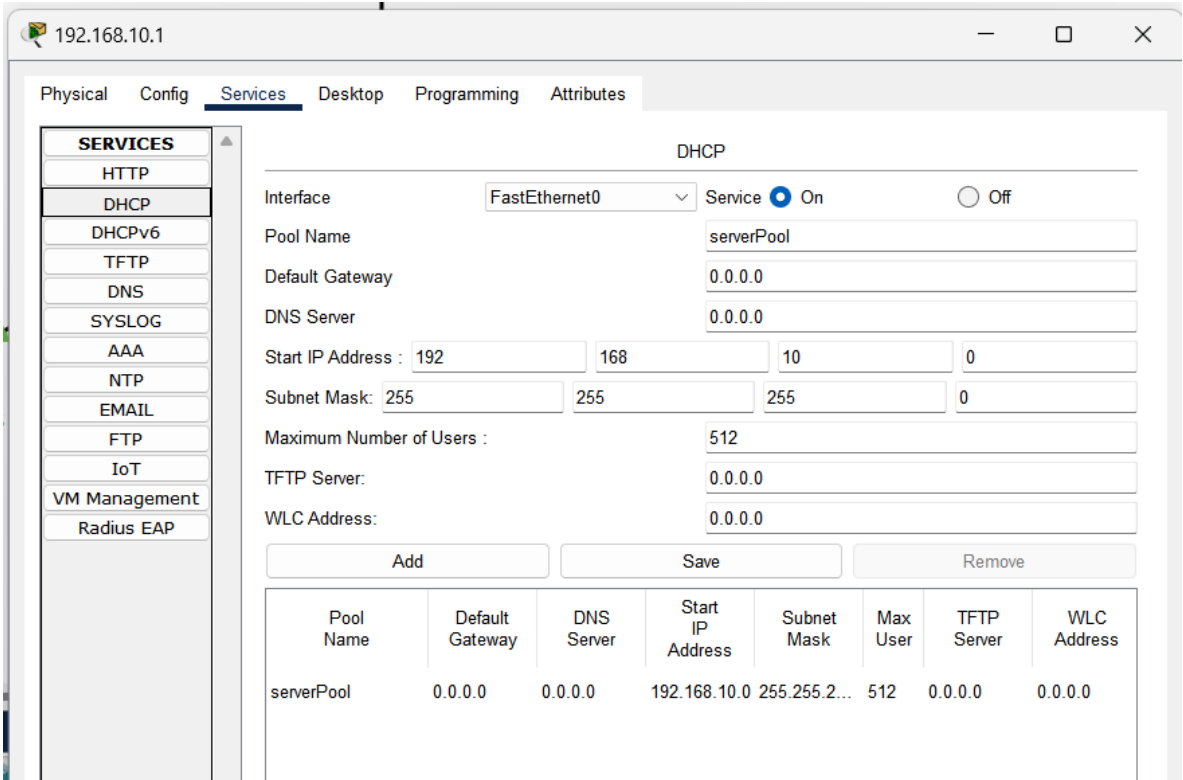 192.168.10.1
Physical Config Services Desktop Programming Attributes
SERVICES
HTTP
DHCP
DHCPv6
TFTP
DNS
SYSLOG
AAA
NTP
EMAIL
FTP
IoT
VM Management
Radius EAP
DHCP
Interface FastEthernet0 Service On Off
Pool Name serverPool
Default Gateway 0.0.0.0
DNS Server 0.0.0.0
Start IP Address : 192 168 10 0
Subnet Mask: 255 255 255 0
Maximum Number of Users : 512
TFTP Server: 0.0.0.0
WLC Address: 0.0.0.0
Add Save Remove
Pool Name Default Gateway DNS Server Start IP Address Subnet Mask Max User TFTP Server WLC Address
serverPool 0.0.0.0 0.0.0.0 192.168.10.0 255.255.2... 512 0.0.0.0 0.0.0.0